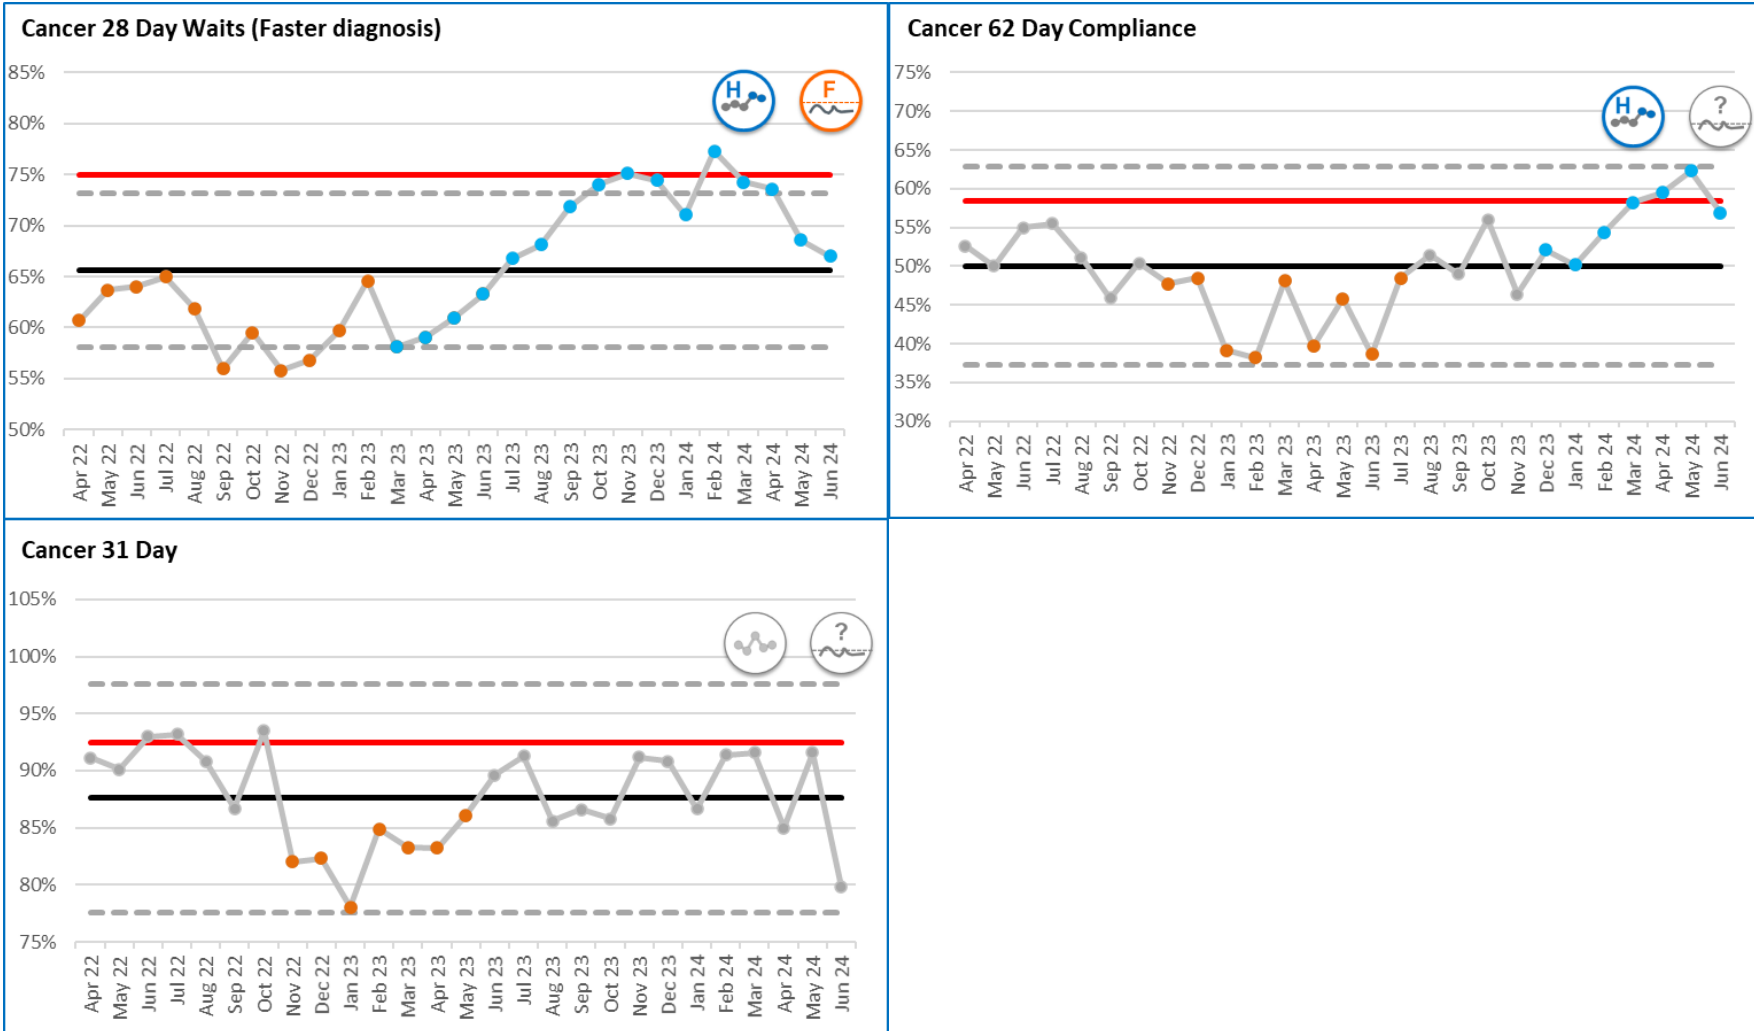 Cancer 28 Day Waits (Faster diagnosis)
85%
80%
75%
70%
65%
60%
55%
50%
H
F
Apr 22
May 22
Jun 22
Jul 22
Aug 22
Sep 22
Oct 22
Nov 22
Dec 22
Jan 23
Feb 23
Mar 23
Apr 23
May 23
Jun 23
Jul 23
Aug 23
Sep 23
Oct 23
Nov 23
Dec 23
Jan 24
Feb 24
Mar 24
Apr 24
May 24
Jun 24
Cancer 62 Day Compliance
75%
70%
65%
60%
55%
50%
45%
40%
35%
30%
H
?
Apr 22
May 22
Jun 22
Jul 22
Aug 22
Sep 22
Oct 22
Nov 22
Dec 22
Jan 23
Feb 23
Mar 23
Apr 23
May 23
Jun 23
Jul 23
Aug 23
Sep 23
Oct 23
Nov 23
Dec 23
Jan 24
Feb 24
Mar 24
Apr 24
May 24
Jun 24
Cancer 31 Day
105%
100%
95%
90%
85%
80%
75%
?
Apr 22
May 22
Jun 22
Jul 22
Aug 22
Sep 22
Oct 22
Nov 22
Dec 22
Jan 23
Feb 23
Mar 23
Apr 23
May 23
Jun 23
Jul 23
Aug 23
Sep 23
Oct 23
Nov 23
Dec 23
Jan 24
Feb 24
Mar 24
Apr 24
May 24
Jun 24